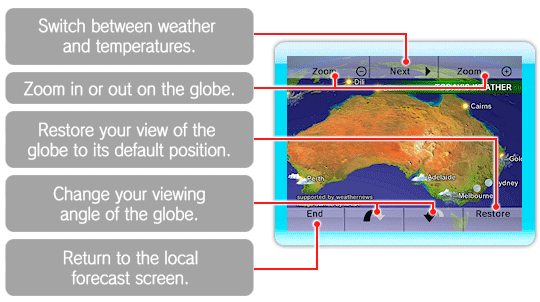 Switch between weather
and temperatures.
Zoom in or out on the globe.
Restore your view of the
globe to its default position.
Change your viewing
angle of the globe.
Return to the local
forecast screen.
Zoom
Next
Zoom
Dili
WEATHER
Cairns
Gol
Perth
Adelaide
Sydney
Melbourne
supported by weathernews
End
Restore